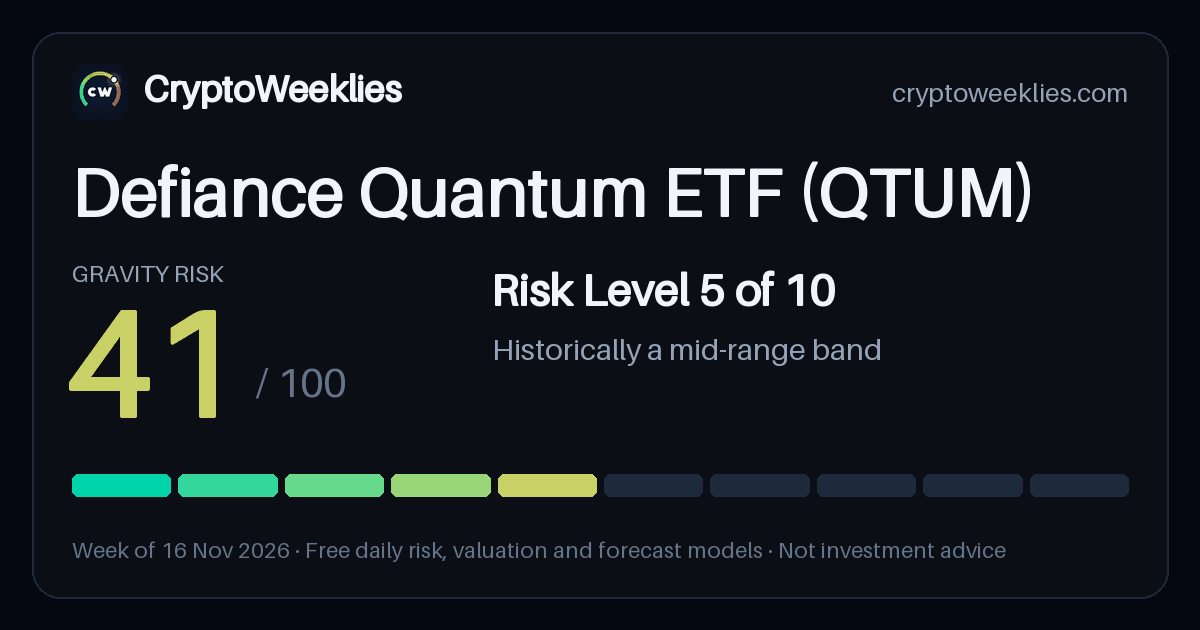 CW
CryptoWeeklies
cryptoweeklies.com
Defiance Quantum ETF (QTUM)
GRAVITY RISK
41 / 100
Risk Level 5 of 10
Historically a mid-range band
Week of 16 Nov 2026 · Free daily risk, valuation and forecast models · Not investment advice